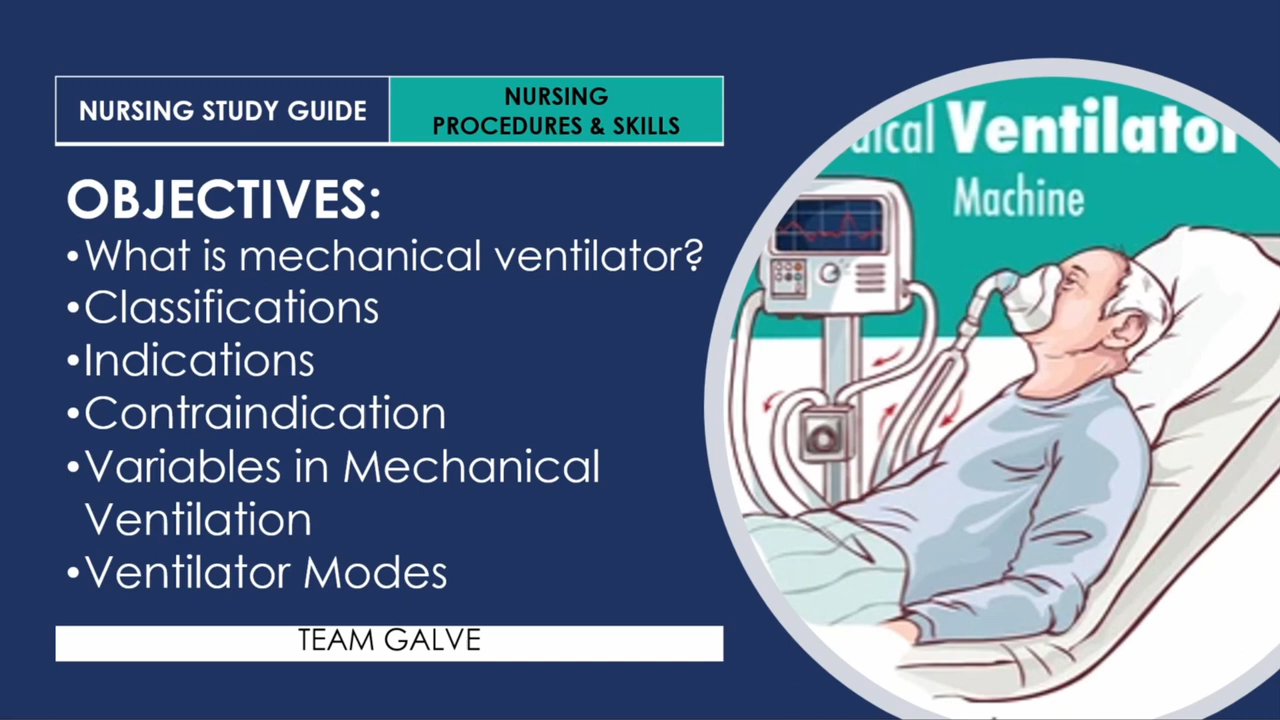 NURSING STUDY GUIDE
NURSING
PROCEDURES & SKILLS
OBJECTIVES:
•What is mechanical ventilator?
•Classifications
•Indications
•Contraindication
•Variables in Mechanical
Ventilation
•Ventilator Modes
TEAM GALVE
Ventilator
Machine